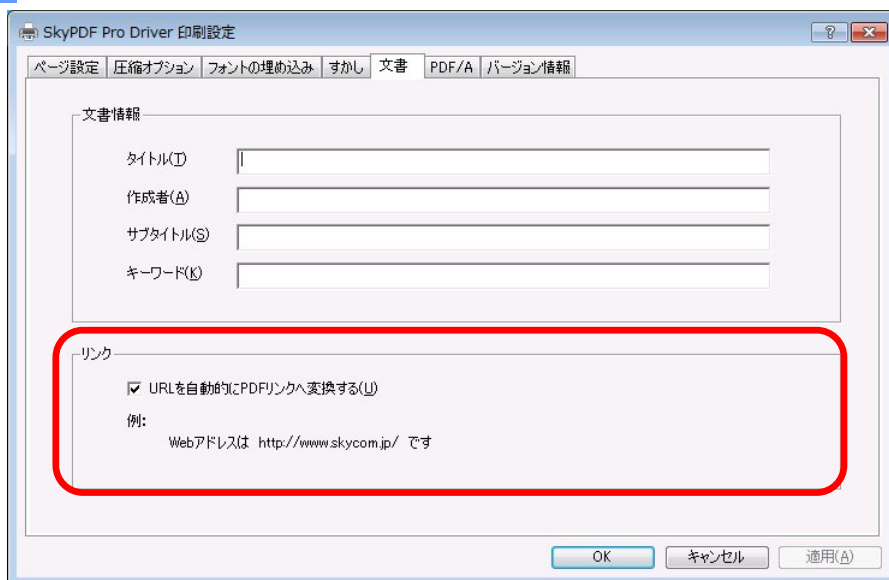 SkyPDF Pro Driver 印刷設定
ページ設定 圧縮オプション フォントの埋め込み すかし 文書 PDF/A バージョン情報
文書情報
タイトル(T)
作成者(A)
サブタイトル(S)
キーワード(K)
リンク
URLを自動的にPDFリンクへ変換する(U)
例:
Webアドレスは http://www.skycom.jp/ です
OK キャンセル 適用(A)